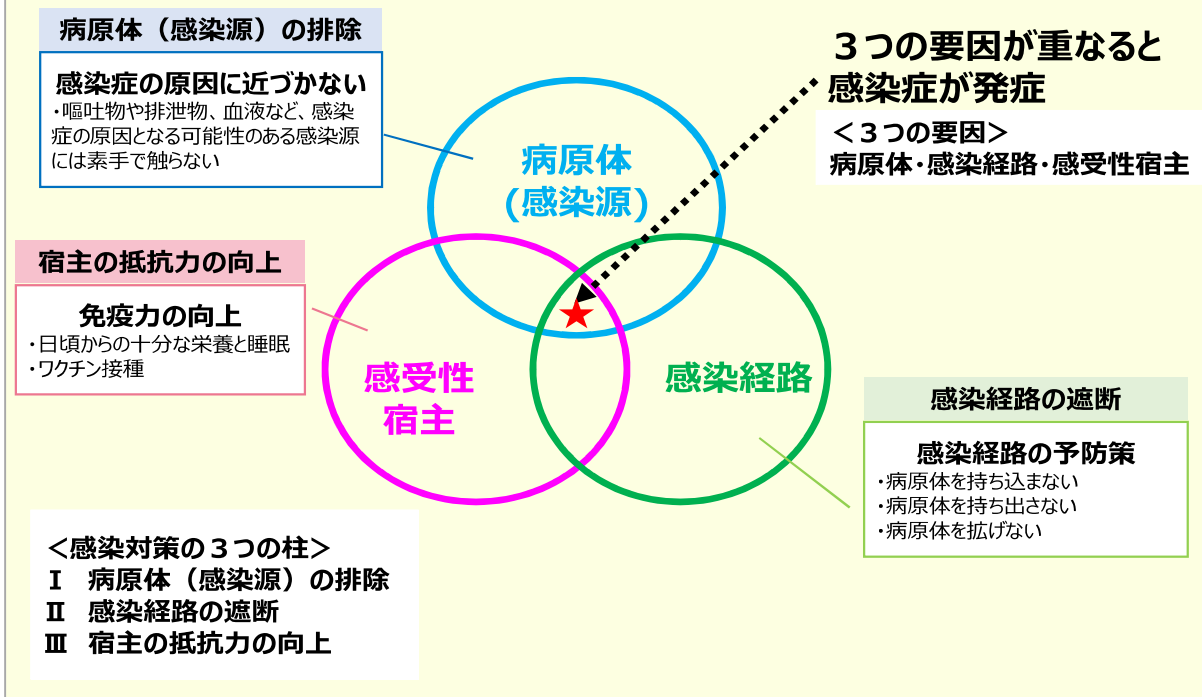 病原体（感染源）の排除
感染症の原因に近づかない
・嘔吐物や排泄物、血液など、感染
症の原因となる可能性のある感染源
には素手で触らない
３つの要因が重なると
感染症が発症
＜３つの要因＞
病原体・感染経路・感受性宿主
病原体
(感染源)
宿主の抵抗力の向上
免疫力の向上
・日頃からの十分な栄養と睡眠
・ワクチン接種
感受性
宿主
感染経路
感染経路の遮断
感染経路の予防策
・病原体を持ち込まない
・病原体を持ち出さない
・病原体を拡げない
＜感染対策の３つの柱＞
Ⅰ　病原体（感染源）の排除
Ⅱ　感染経路の遮断
Ⅲ　宿主の抵抗力の向上